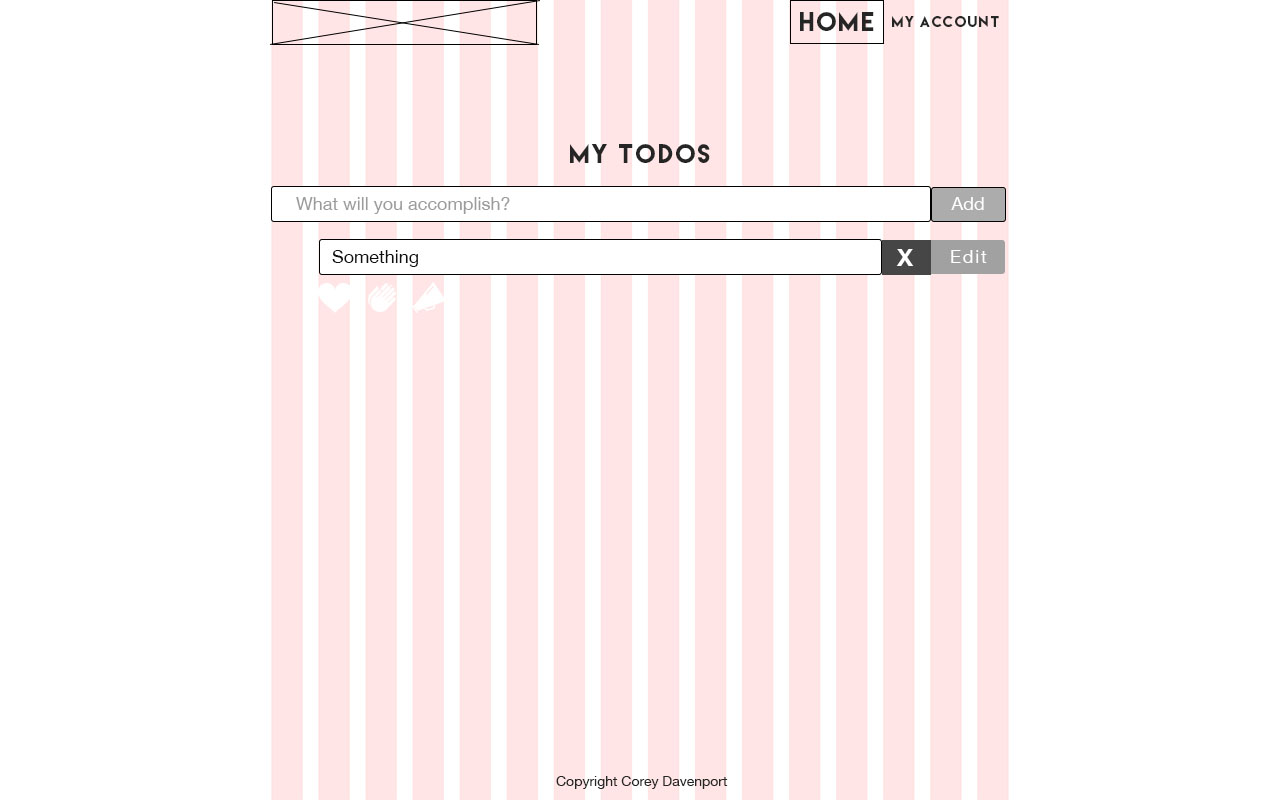 HOME MY ACCOUNT
MY TODOS
What will you accomplish? Add
Something X Edit
Copyright Corey Davenport